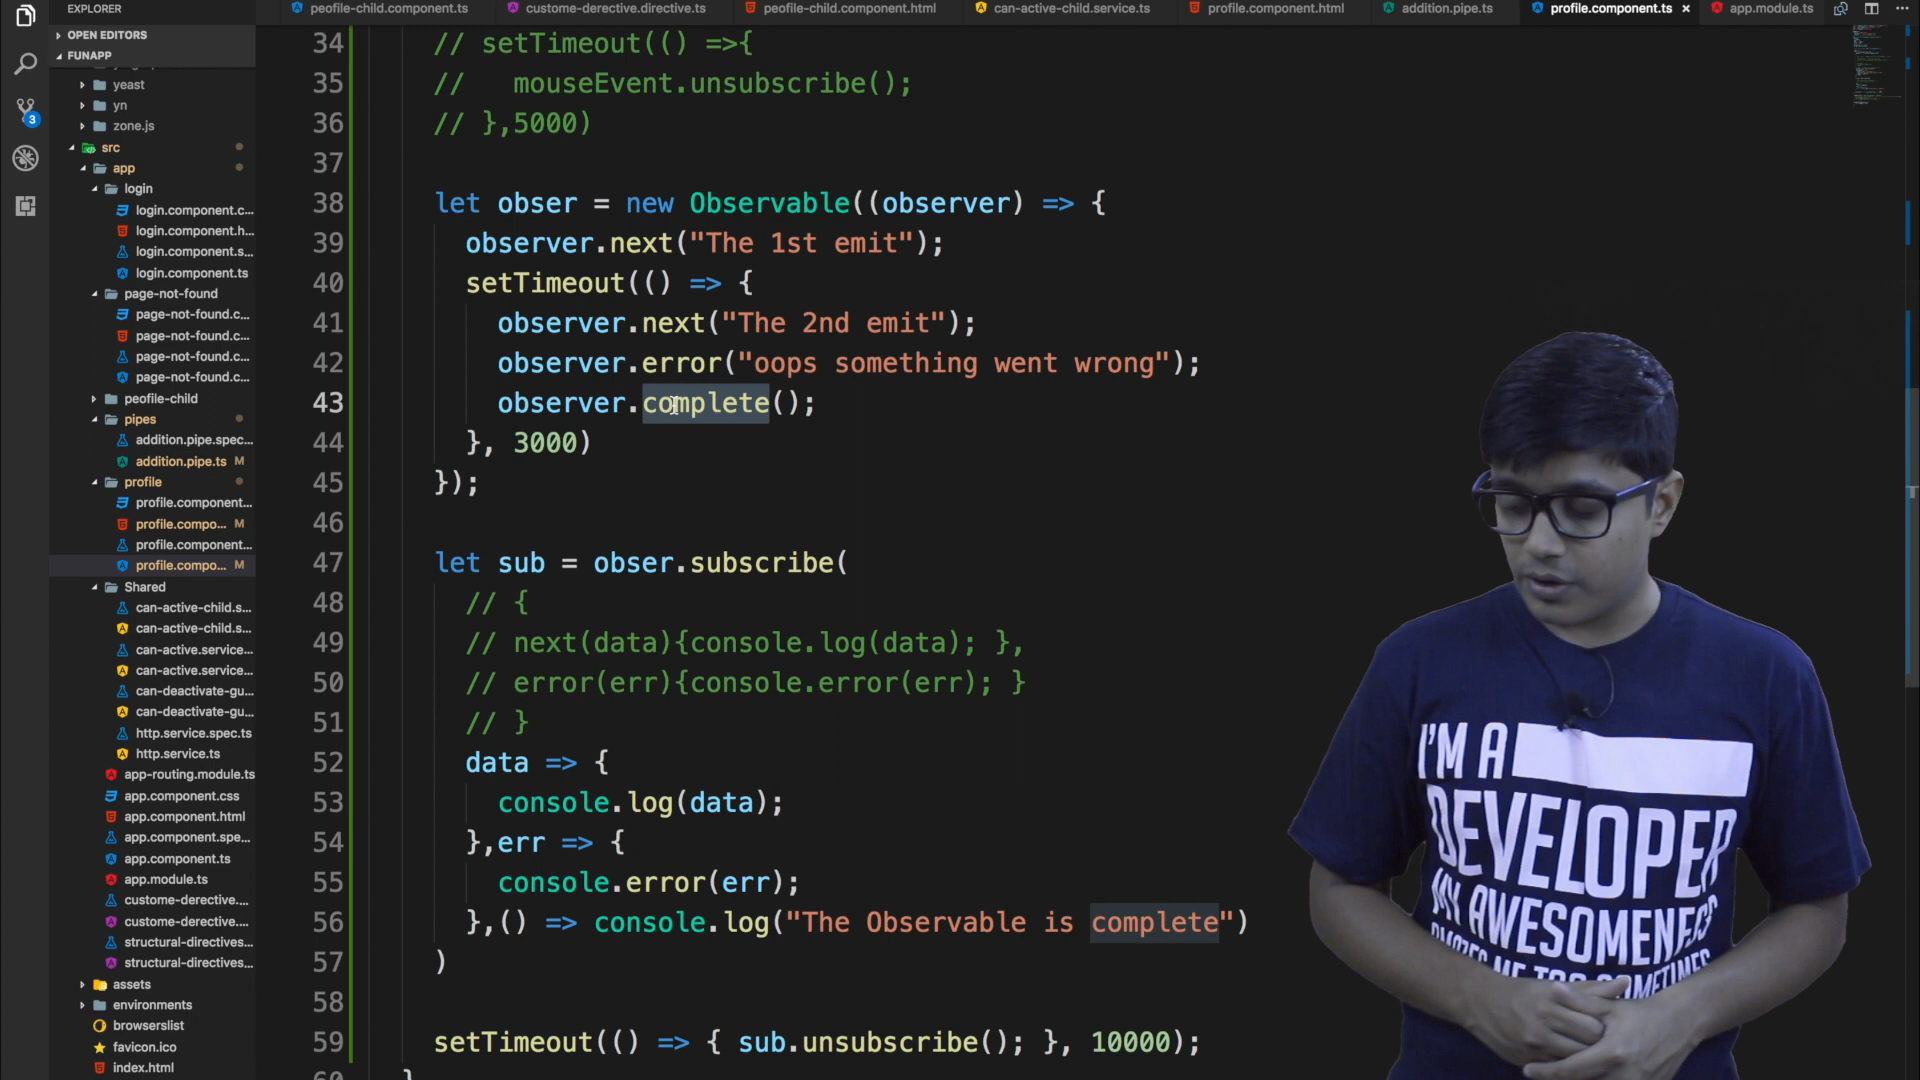 EXPLORER
peofile-child.component.ts
custome-derective.directive.ts
peofile-child.component.html
can-active-child.service.ts
profile.component.html
addition.pipe.ts
profile.component.ts ×
app.module.ts
OPEN EDITORS
FUNAPP
yeast
yn
3
zone.js
src
app
login
login.component.c...
login.component.h...
login.component.s...
login.component.ts
page-not-found
page-not-found.c...
page-not-found.c...
page-not-found.c...
page-not-found.c...
peofile-child
pipes
addition.pipe.spec...
addition.pipe.ts M
profile
profile.component...
profile.compo... M
profile.component...
profile.compo... M
Shared
can-active-child.s...
can-active-child.s...
can-active.service...
can-active.service...
can-deactivate-gu...
can-deactivate-gu...
http.service.spec.ts
http.service.ts
app-routing.module.ts
app.component.css
app.component.html
app.component.spe...
app.component.ts
app.module.ts
custome-derective....
custome-derective....
structural-directives...
structural-directives...
assets
environments
browserslist
favicon.ico
index.html
34 // setTimeout(() =>{
35 //   mouseEvent.unsubscribe();
36 // },5000)
37
38 let obser = new Observable((observer) => {
39   observer.next("The 1st emit");
40   setTimeout(() => {
41     observer.next("The 2nd emit");
42     observer.error("oops something went wrong");
43     observer.complete();
44   }, 3000)
45 });
46
47 let sub = obser.subscribe(
48   // {
49   // next(data){console.log(data); },
50   // error(err){console.error(err); }
51   // }
52   data => {
53     console.log(data);
54   },err => {
55     console.error(err);
56   },() => console.log("The Observable is complete")
57 )
58
59 setTimeout(() => { sub.unsubscribe(); }, 10000);
60 }
I'M A
DEVELOPER
MY AWESOMENESS
ME TOO SOMETIMES